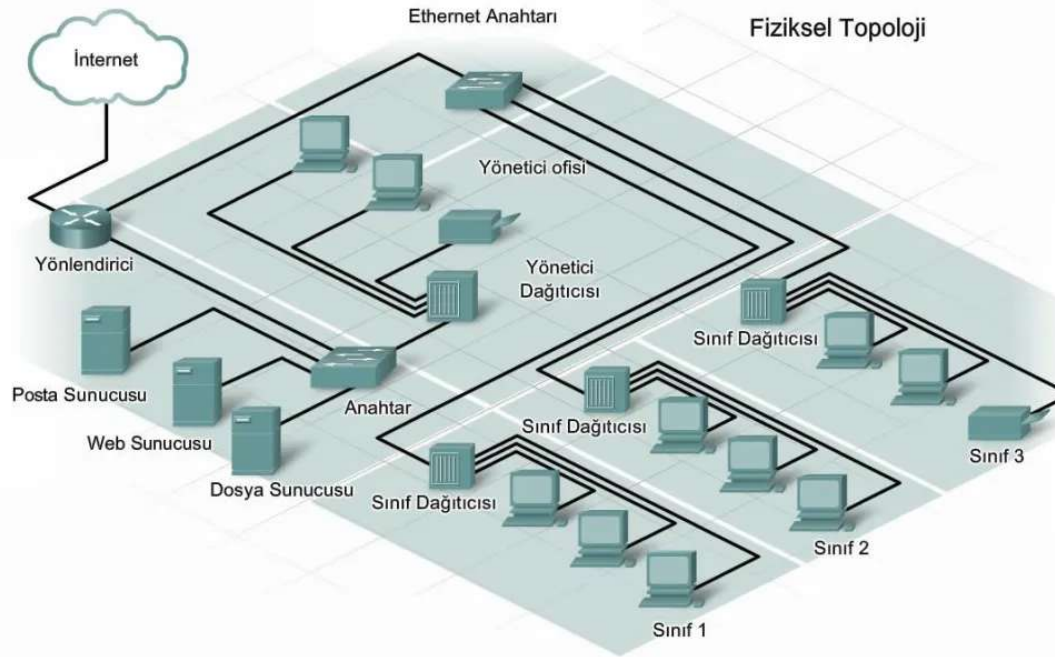 Ethernet Anahtarı
Fiziksel Topoloji
İnternet
Yönetici ofisi
Yönlendirici
Yönetici
Dağıtıcısı
Sınıf Dağıtıcısı
Posta Sunucusu
Anahtar
Web Sunucusu
Sınıf Dağıtıcısı
Sınıf 3
Dosya Sunucusu
Sınıf Dağıtıcısı
Sınıf 2
Sınıf 1